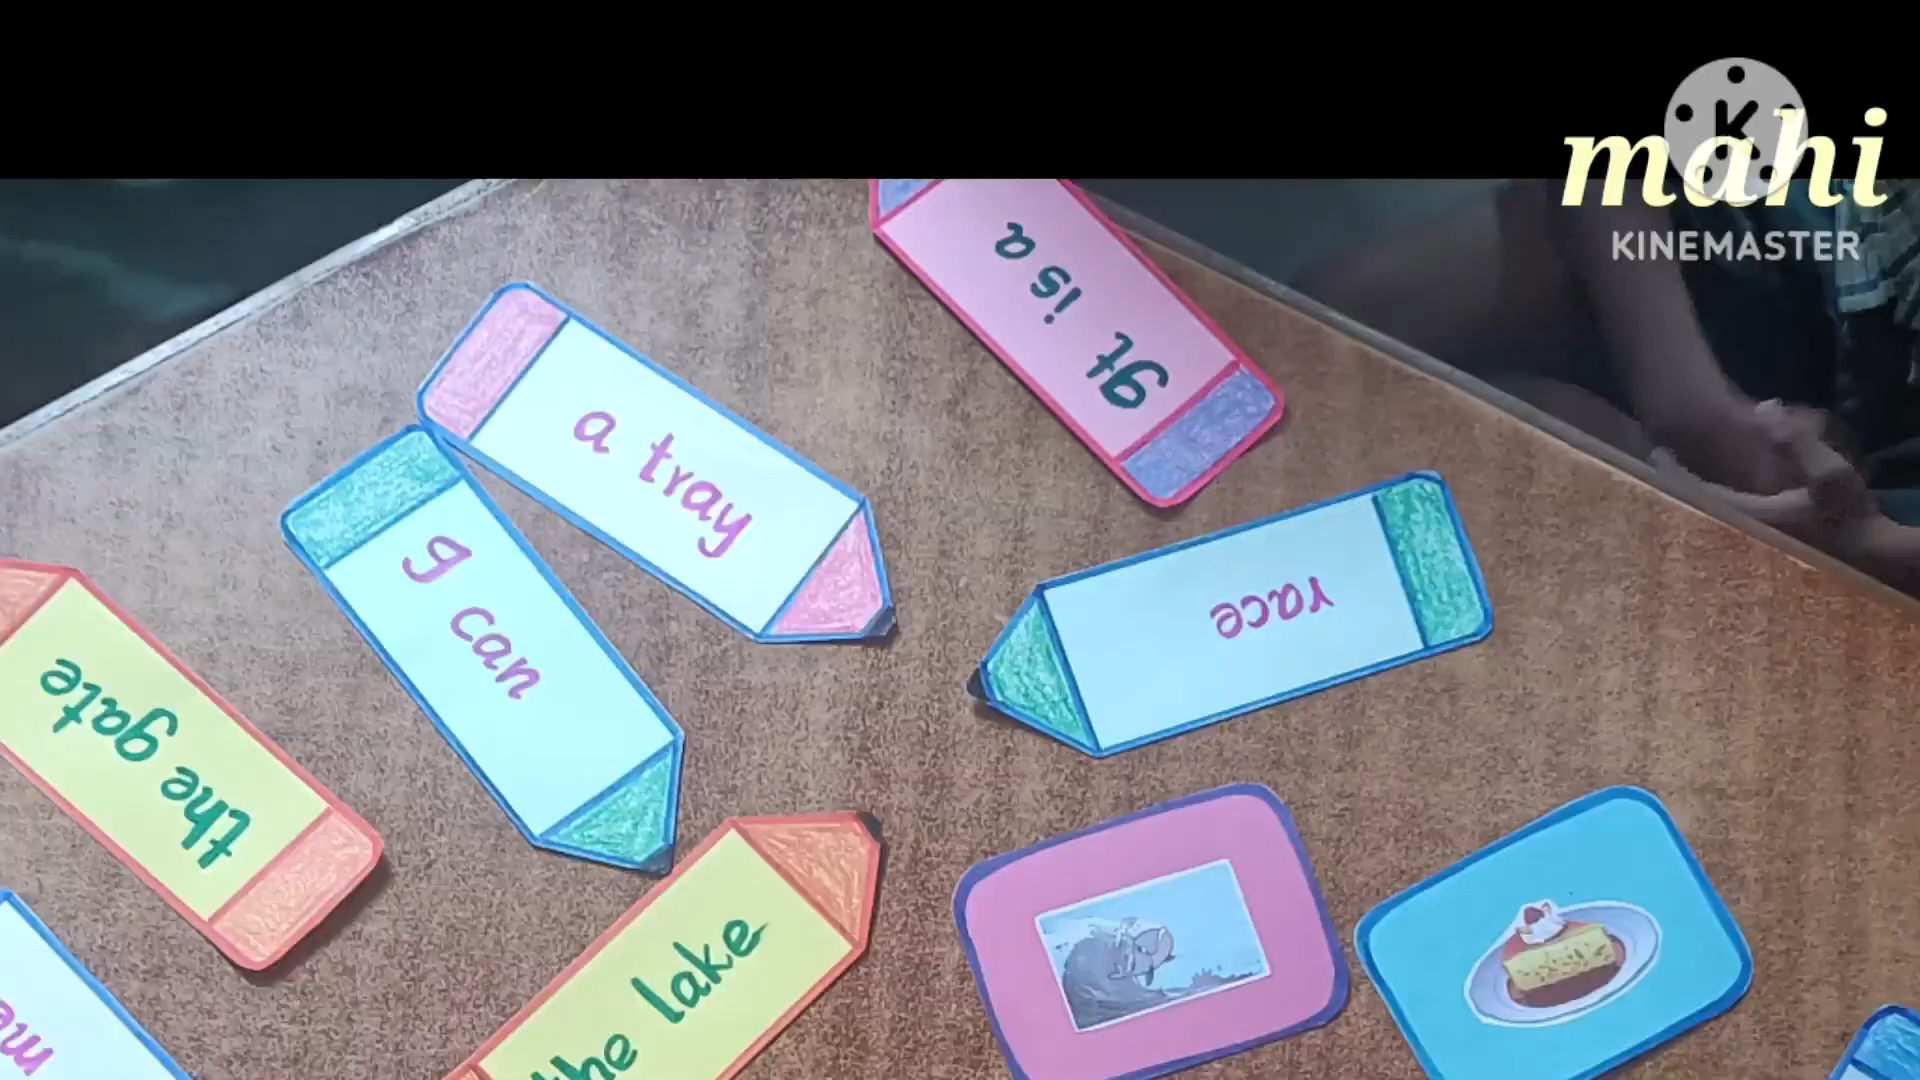 mahi
KINEMASTER
It is a
a tray
I can
race
the gate
the lake